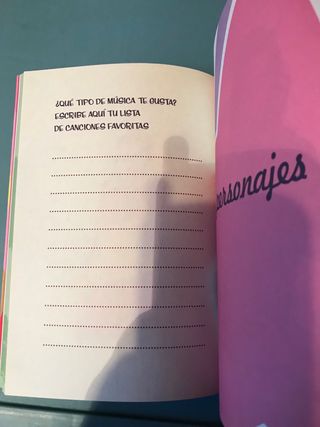 ¿QUÉ TIPO DE MÚSICA TE GUSTA?
ESCRIBE AQUÍ TU LISTA
DE CANCIONES FAVORITAS
personajes